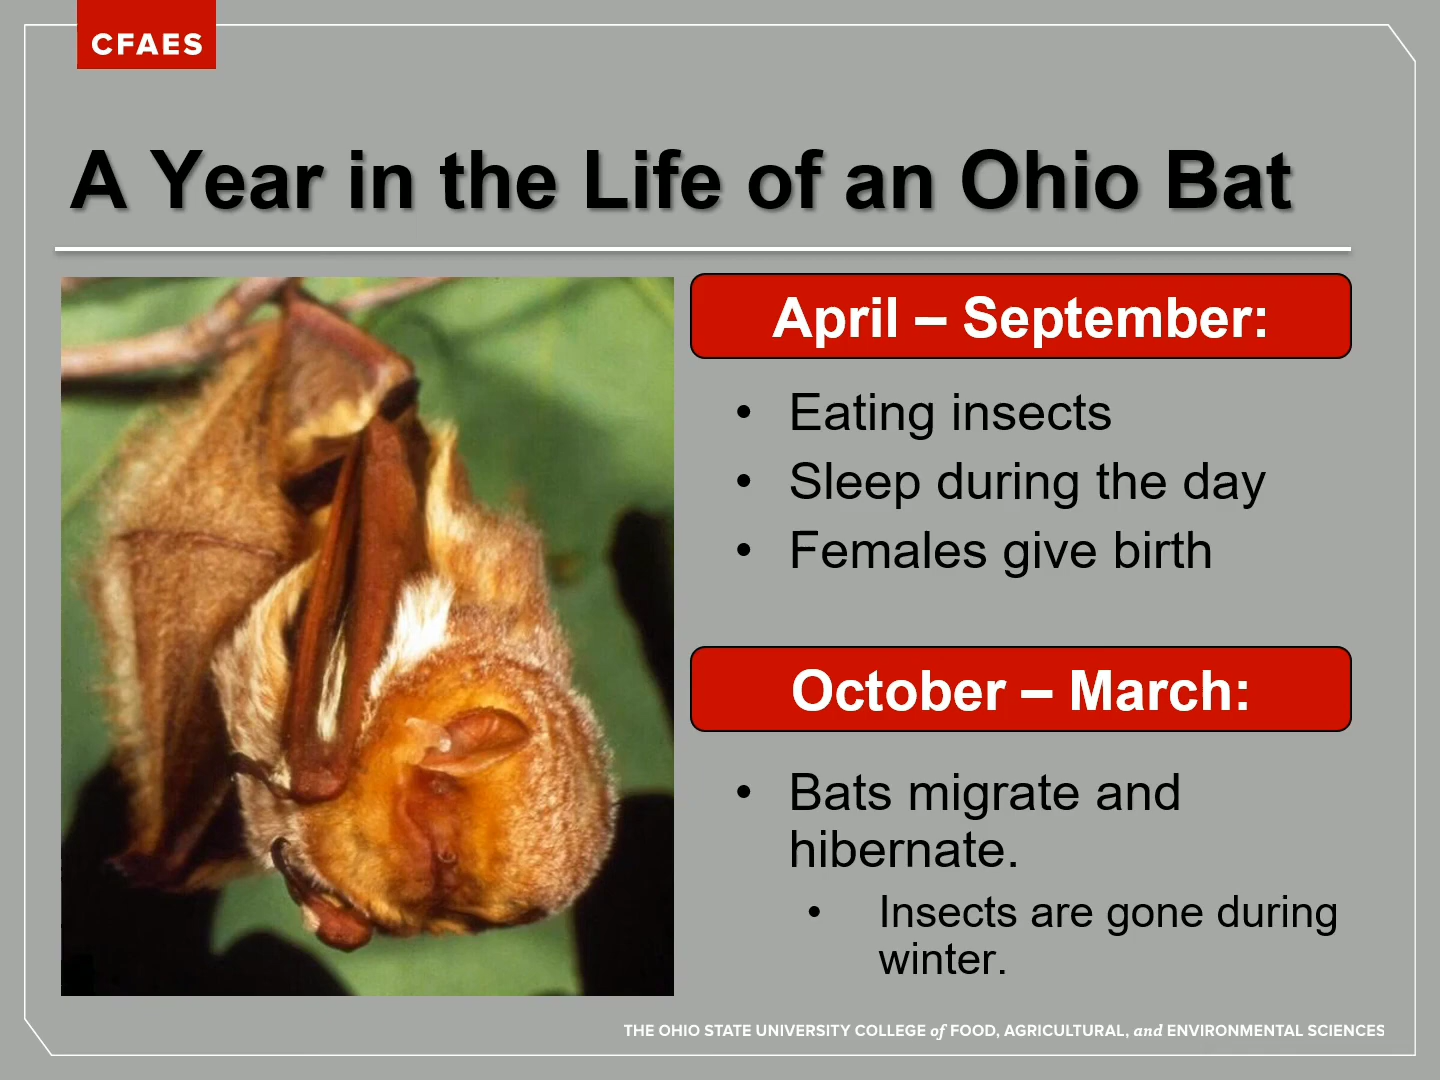 CFAES
A Year in the Life of an Ohio Bat
April – September:
• Eating insects
• Sleep during the day
• Females give birth
October – March:
• Bats migrate and
hibernate.
• Insects are gone during
winter.
THE OHIO STATE UNIVERSITY COLLEGE of FOOD, AGRICULTURAL, and ENVIRONMENTAL SCIENCES